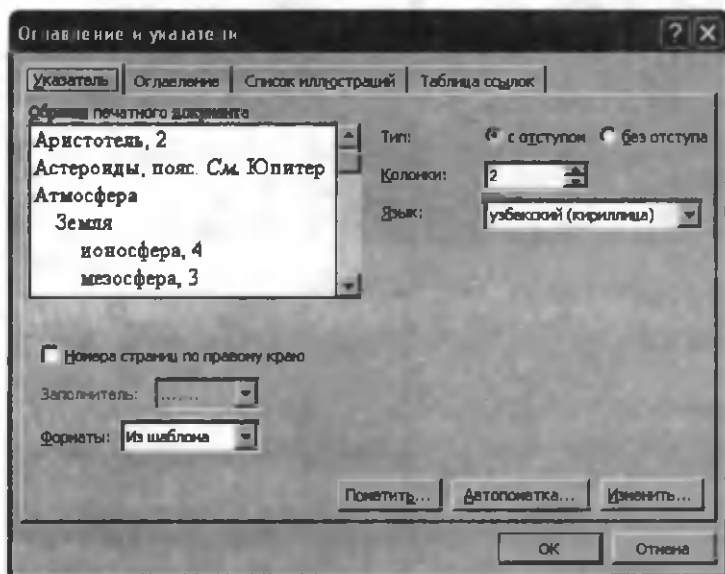 Оглавление и указатели
Указатель Оглавление Список иллюстраций Таблица ссылок
Образец печатного документа
Аристотель, 2
Астероиды, пояс. См. Юпитер
Атмосфера
Земля
ионосфера, 4
мезосфера, 3
Тип: с отступом без отступа
Колонки: 2
Язык: узбекский (кириллица)
Номера страниц по правому краю
Заполнитель: .......
Форматы: Из шаблона
Пометить... Автопометка... Изменить...
ОК Отмена